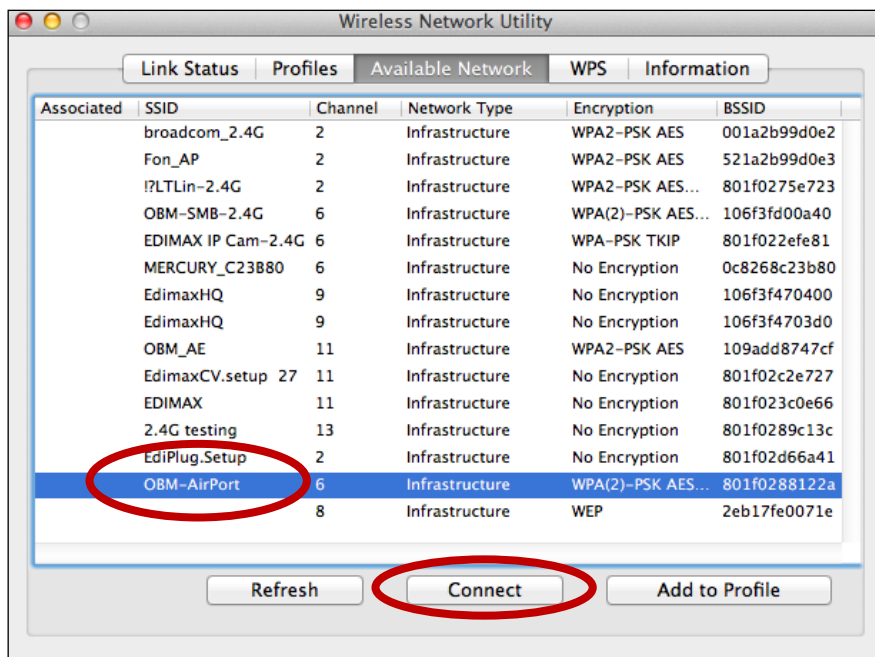 Wireless Network Utility
Link Status Profiles Available Network WPS Information
Associated SSID Channel Network Type Encryption BSSID
broadcom_2.4G 2 Infrastructure WPA2-PSK AES 001a2b99d0e2
Fon_AP 2 Infrastructure WPA2-PSK AES 521a2b99d0e3
!?LTLin-2.4G 2 Infrastructure WPA2-PSK AES... 801f0275e723
OBM-SMB-2.4G 6 Infrastructure WPA(2)-PSK AES... 106f3fd00a40
EDIMAX IP Cam-2.4G 6 Infrastructure WPA-PSK TKIP 801f022efe81
MERCURY_C23B80 6 Infrastructure No Encryption 0c8268c23b80
EdimaxHQ 9 Infrastructure No Encryption 106f3f470400
EdimaxHQ 9 Infrastructure No Encryption 106f3f4703d0
OBM_AE 11 Infrastructure WPA2-PSK AES 109add8747cf
EdimaxCV.setup 27 11 Infrastructure No Encryption 801f02c2e727
EDIMAX 11 Infrastructure No Encryption 801f023c0e66
2.4G testing 13 Infrastructure No Encryption 801f0289c13c
EdiPlug.Setup 2 Infrastructure No Encryption 801f02d66a41
OBM-AirPort 6 Infrastructure WPA(2)-PSK AES... 801f0288122a
8 Infrastructure WEP 2eb17fe0071e
Refresh Connect Add to Profile